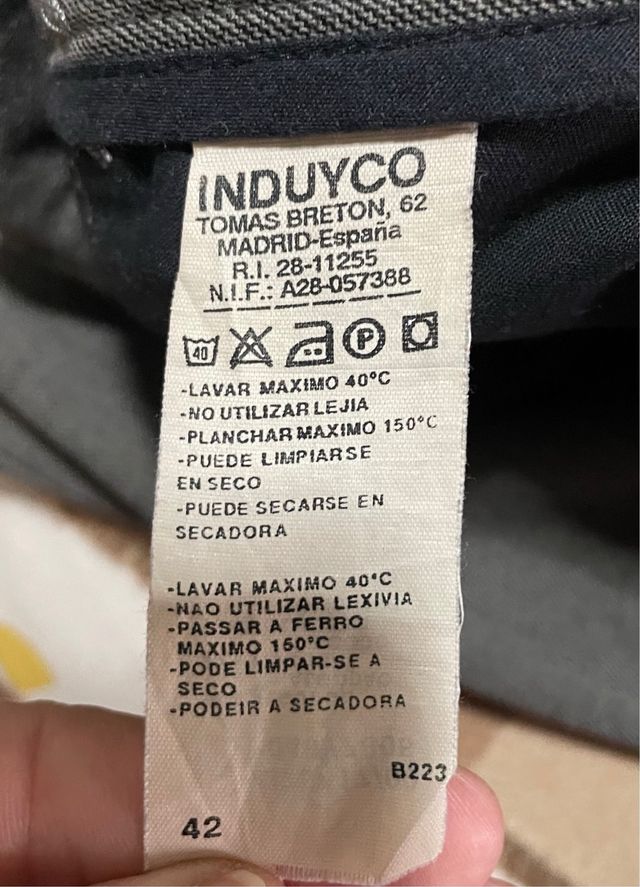 INDUYCO
TOMAS BRETON, 62
MADRID-España
R.I. 28-11255
N.I.F.: A28-057388
40 P
-LAVAR MAXIMO 40°C
-NO UTILIZAR LEJIA
-PLANCHAR MAXIMO 150°C
-PUEDE LIMPIARSE
EN SECO
-PUEDE SECARSE EN
SECADORA
-LAVAR MAXIMO 40°C
-NAO UTILIZAR LEXIVIA
-PASSAR A FERRO
MAXIMO 150°C
-PODE LIMPAR-SE A
SECO
-PODEIR A SECADORA
B223
42